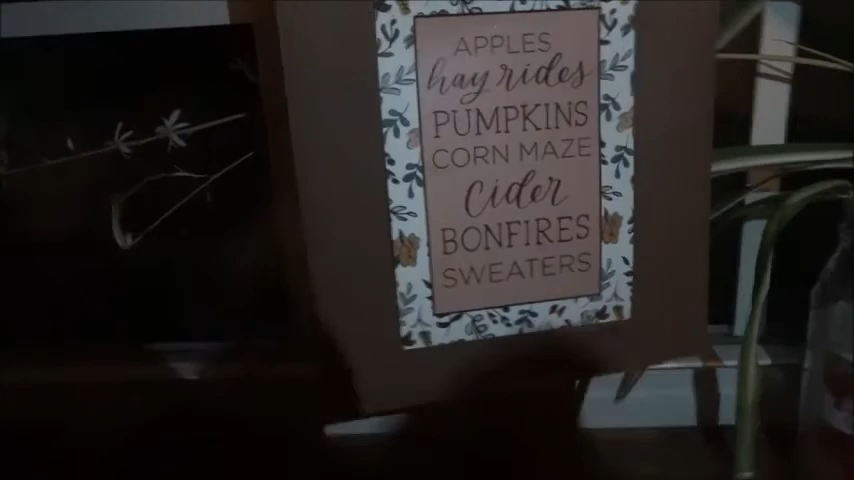 APPLES
hay rides
PUMPKINS
CORN MAZE
cider
BONFIRES
SWEATERS